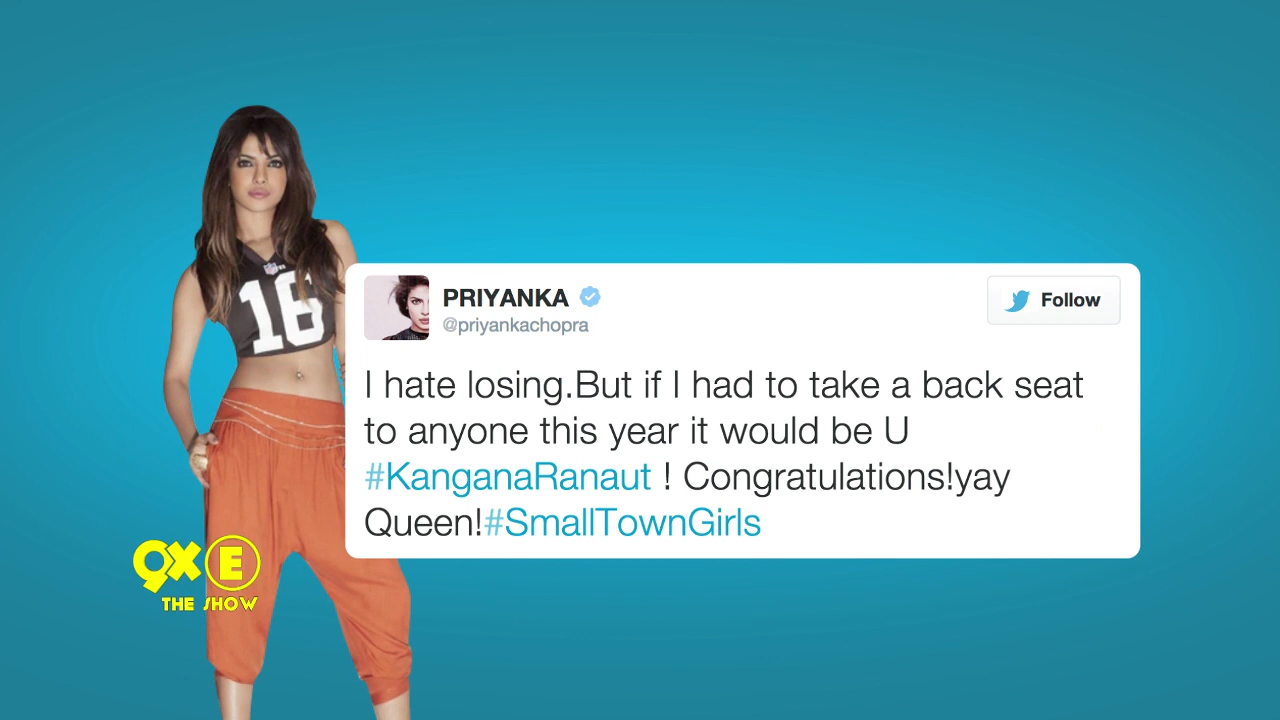 16
PRIYANKA
@priyankachopra
Follow
I hate losing.But if I had to take a back seat
to anyone this year it would be U
#KanganaRanaut ! Congratulations!yay
Queen!#SmallTownGirls
9X E
THE SHOW